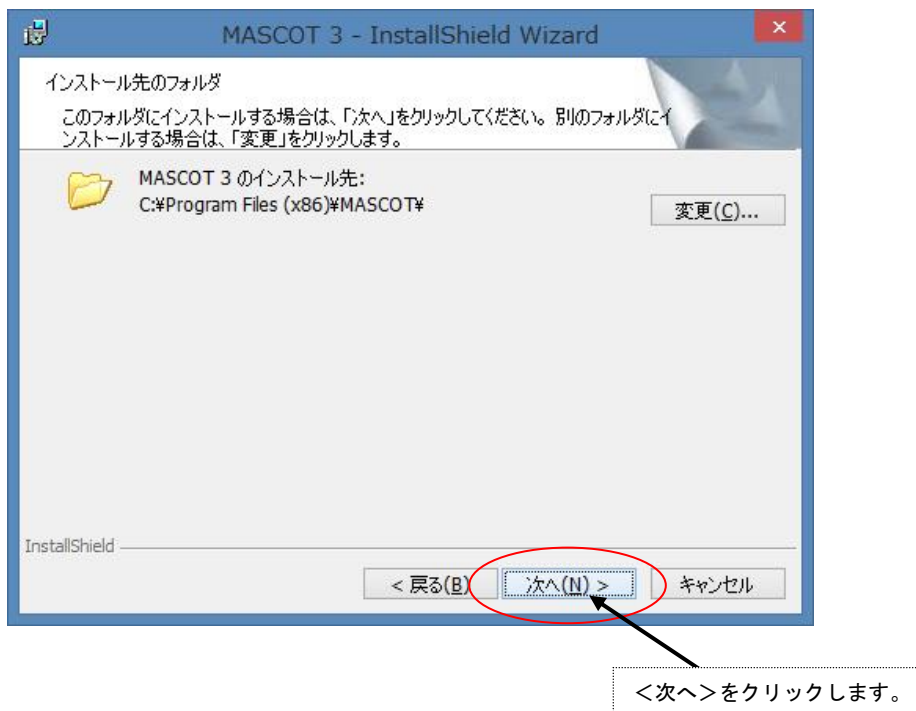 MASCOT 3 - InstallShield Wizard
インストール先のフォルダ
このフォルダにインストールする場合は、「次へ」をクリックしてください。別のフォルダにイ
ンストールする場合は、「変更」をクリックします。
MASCOT 3 のインストール先:
C:¥Program Files (x86)¥MASCOT¥
変更(C)...
InstallShield
< 戻る(B)
次へ(N) >
キャンセル
<次へ>をクリックします。